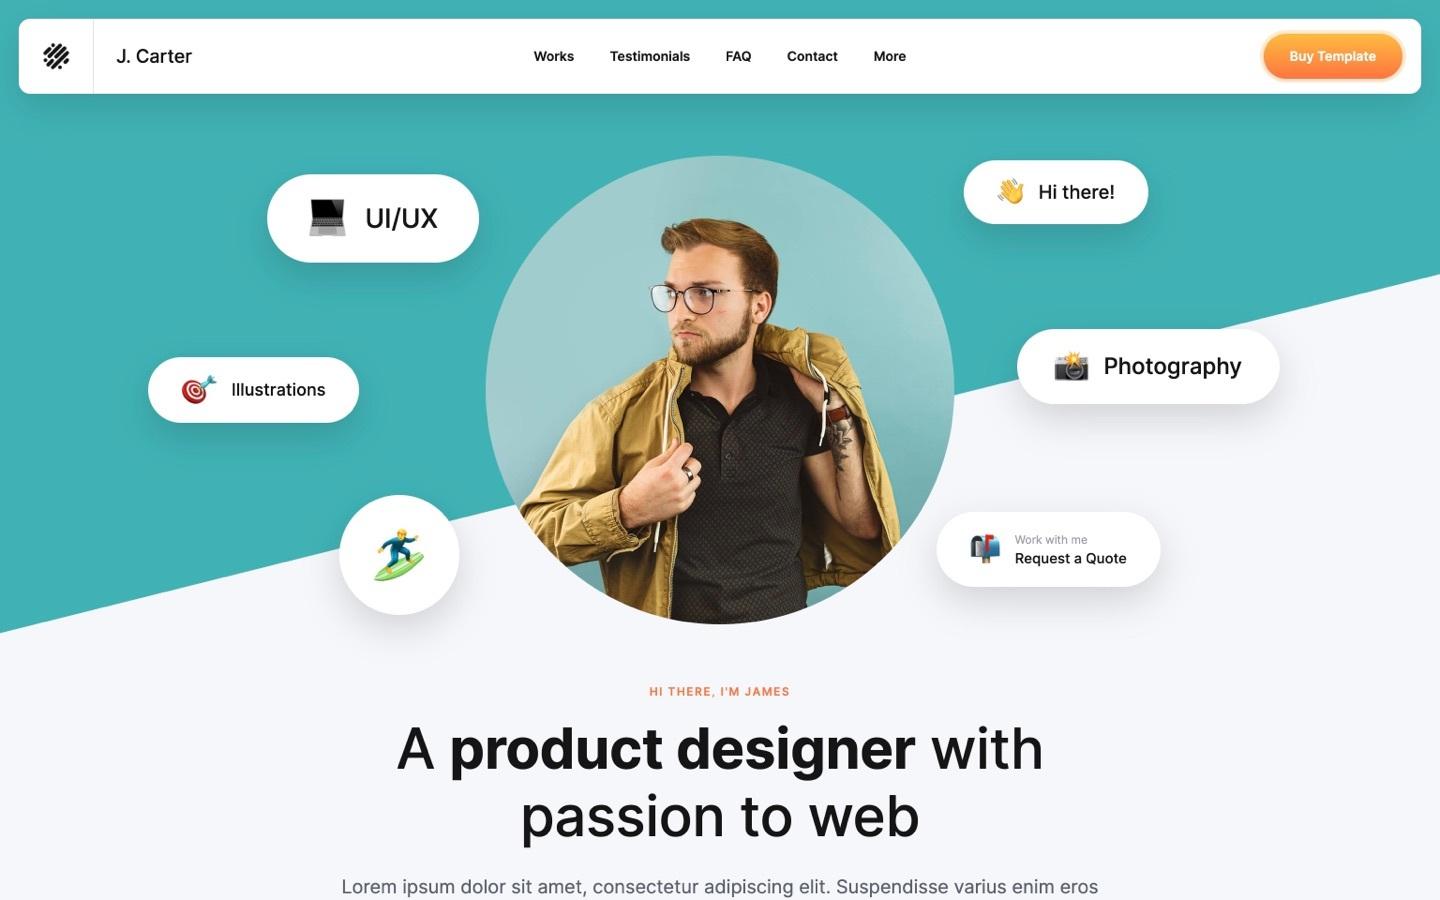 J. Carter
Works
Testimonials
FAQ
Contact
More
Buy Template
UI/UX
Hi there!
Illustrations
Photography
Work with me
Request a Quote
HI THERE, I'M JAMES
A product designer with
passion to web
Lorem ipsum dolor sit amet, consectetur adipiscing elit. Suspendisse varius enim eros